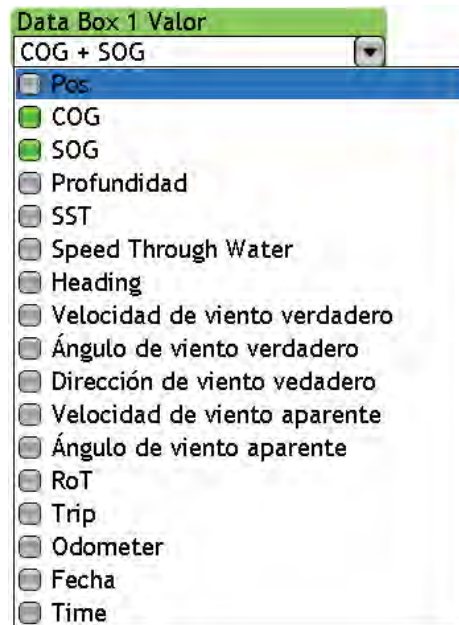 Data Box 1 Valor
COG + SOG
Pos
COG
SOG
Profundidad
SST
Speed Through Water
Heading
Velocidad de viento verdadero
Ángulo de viento verdadero
Dirección de viento vedadero
Velocidad de viento aparente
Ángulo de viento aparente
RoT
Trip
Odometer
Fecha
Time